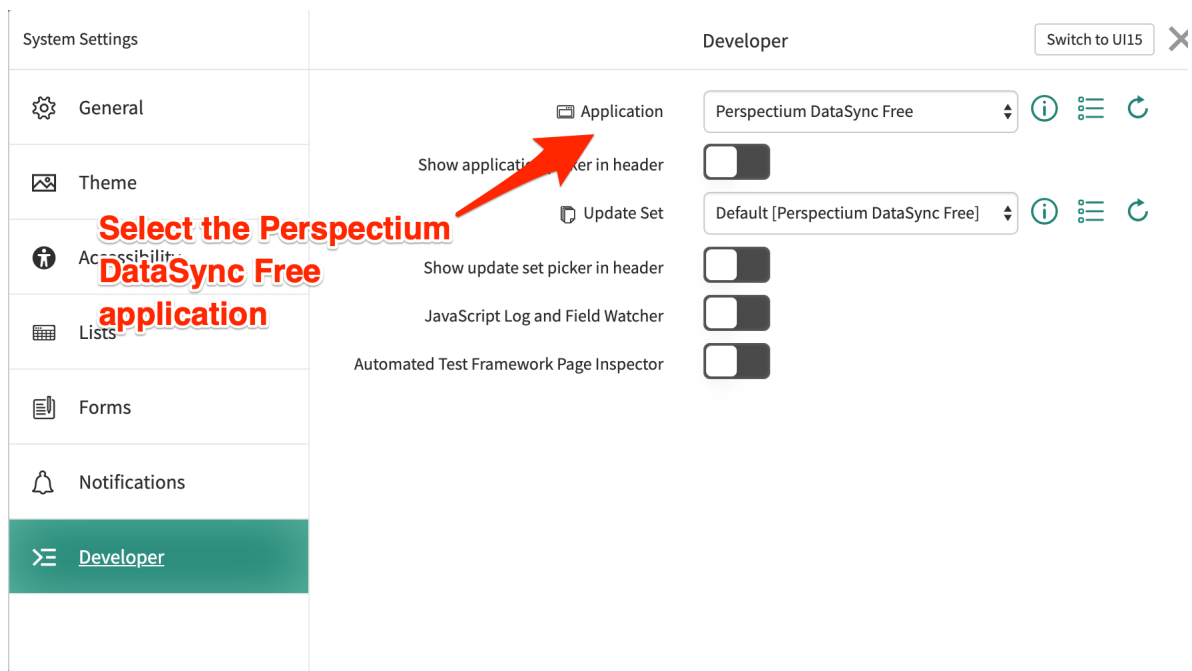 System Settings
Developer
Switch to UI15
General
Theme
Accessibility
Lists
Forms
Notifications
Developer
Application
Perspectium DataSync Free
Show application picker in header
Update Set
Default [Perspectium DataSync Free]
Show update set picker in header
JavaScript Log and Field Watcher
Automated Test Framework Page Inspector
Select the Perspectium
DataSync Free
application